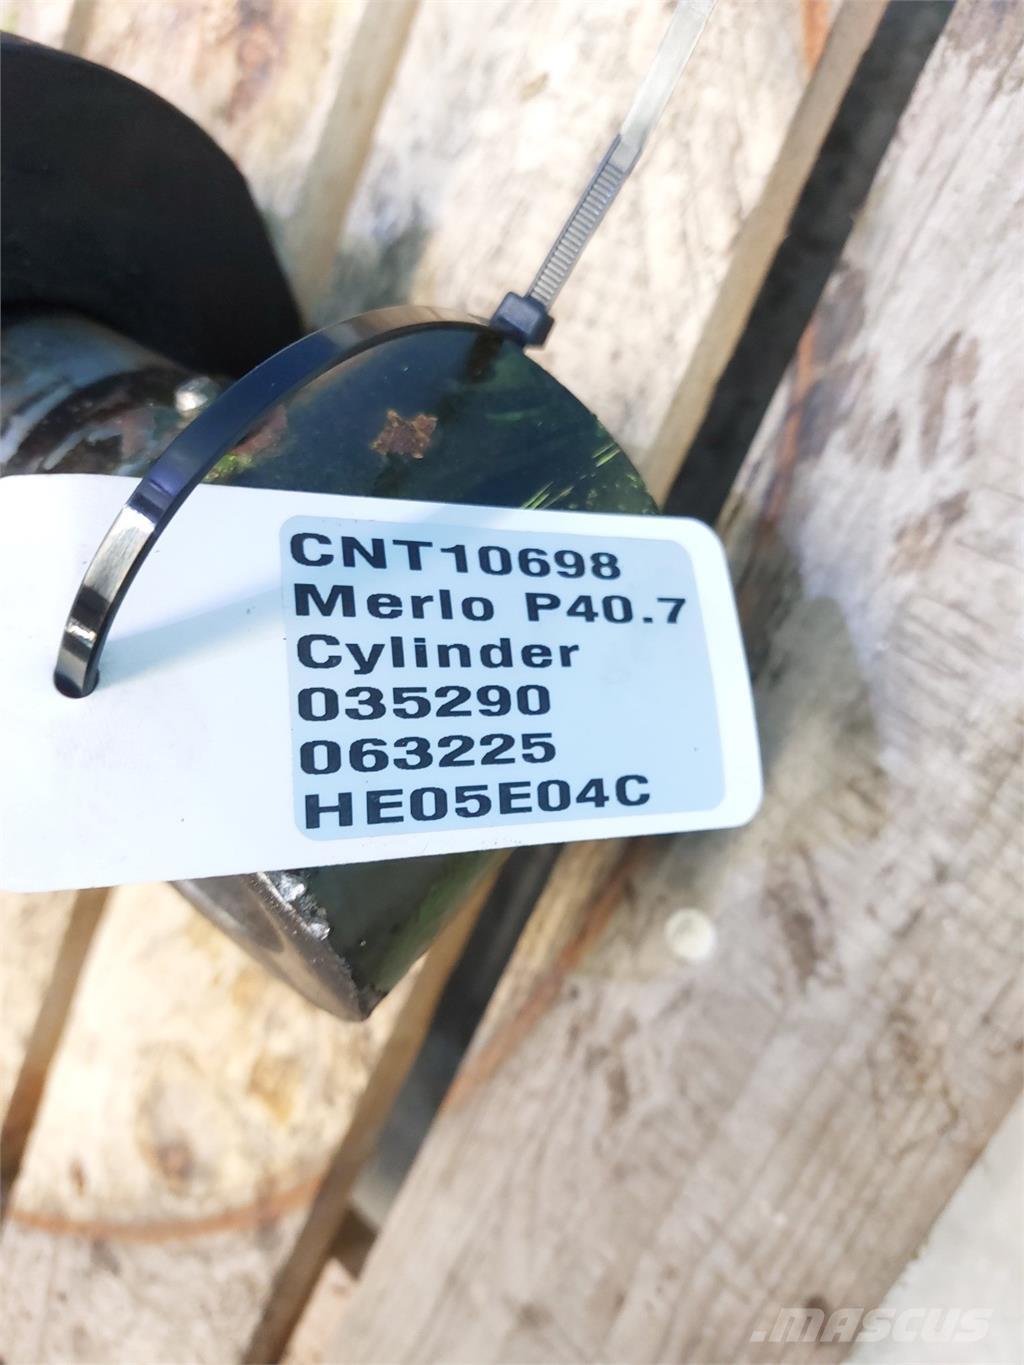 CNT10698
Merlo P40.7
Cylinder
035290
063225
HE05E04C
.MASCUS